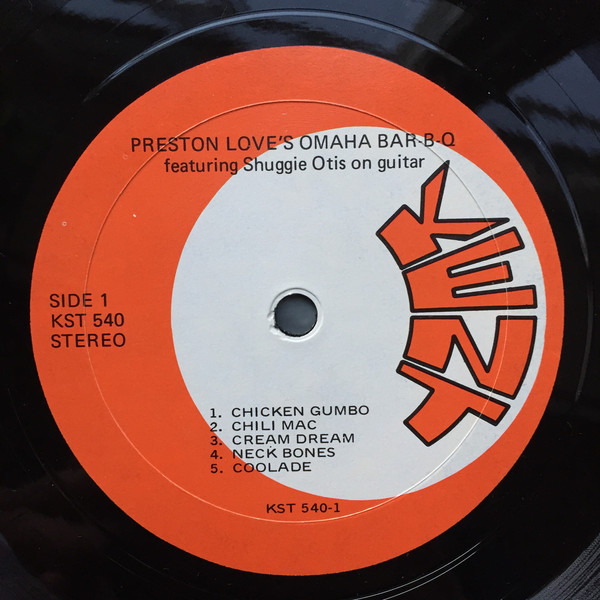 PRESTON LOVE'S OMAHA BAR-B-Q
featuring Shuggie Otis on guitar
KENT
SIDE 1
KST 540
STEREO
1. CHICKEN GUMBO
2. CHILI MAC
3. CREAM DREAM
4. NECK BONES
5. COOLADE
KST 540-1